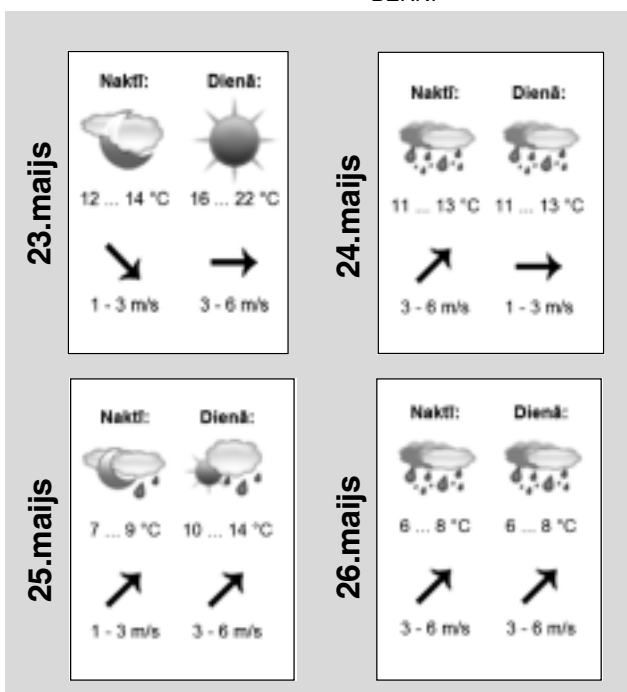 23.maijs
Naktī: Dienā:
12 ... 14 °C 16 ... 22 °C
1 - 3 m/s 3 - 6 m/s
24.maijs
Naktī: Dienā:
11 ... 13 °C 11 ... 13 °C
3 - 6 m/s 1 - 3 m/s
25.maijs
Naktī: Dienā:
7 ... 9 °C 10 ... 14 °C
1 - 3 m/s 3 - 6 m/s
26.maijs
Naktī: Dienā:
6 ... 8 °C 6 ... 8 °C
3 - 6 m/s 3 - 6 m/s